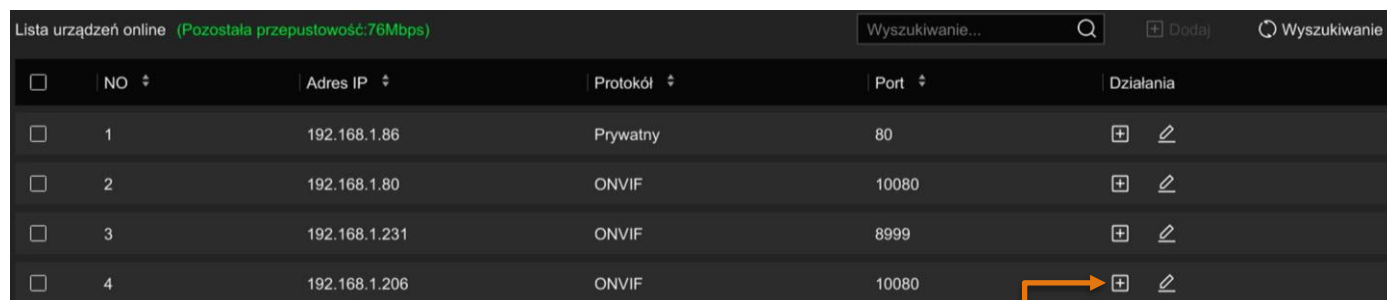 Lista urządzeń online (Pozostała przepustowość:76Mbps) Wyszukiwanie... Dodaj Wyszukiwanie
NO Adres IP Protokół Port Działania
1 192.168.1.86 Prywatny 80
2 192.168.1.80 ONVIF 10080
3 192.168.1.231 ONVIF 8999
4 192.168.1.206 ONVIF 10080